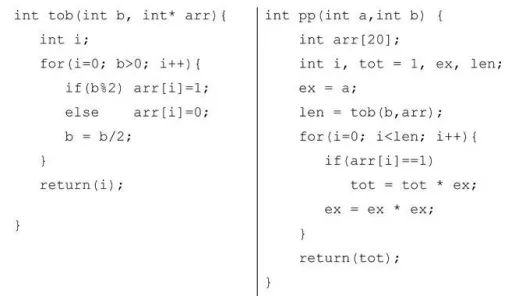 int tob(int b, int* arr){
int i;
for(i=0; b>0; i++){
if(b%2) arr[i]=1;
else    arr[i]=0;
b = b/2;
}
return(i);
}
int pp(int a,int b) {
int arr[20];
int i, tot = 1, ex, len;
ex = a;
len = tob(b,arr);
for(i=0; i<len; i++){
if(arr[i]==1)
tot = tot * ex;
ex = ex * ex;
}
return(tot);
}